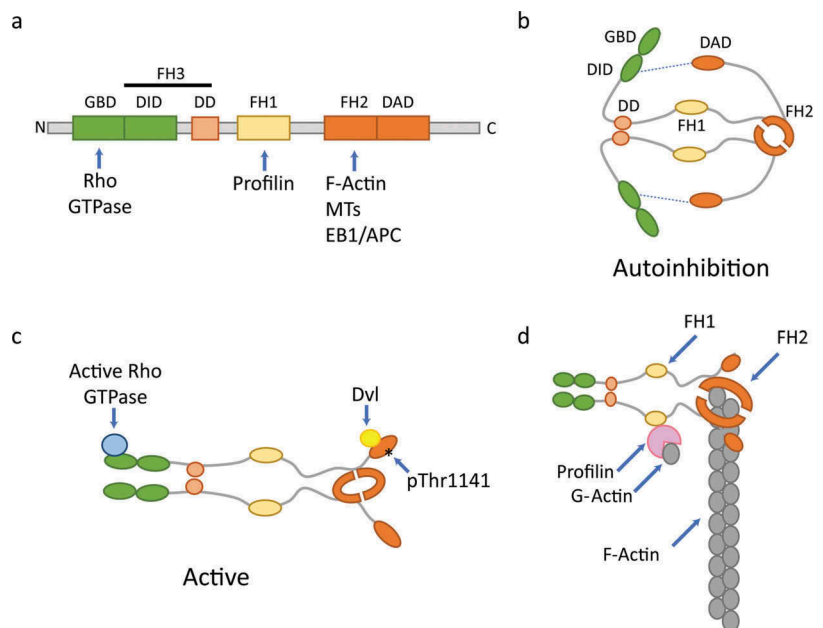 a
FH3
GBD DID DD FH1 FH2 DAD
N C
Rho
GTPase
Profilin
F-Actin
MTs
EB1/APC
b
GBD
DID
DAD
DD
FH1
FH2
Autoinhibition
c
Active Rho
GTPase
Dvl
*
pThr1141
Active
d
FH1
FH2
Profilin
G-Actin
F-Actin